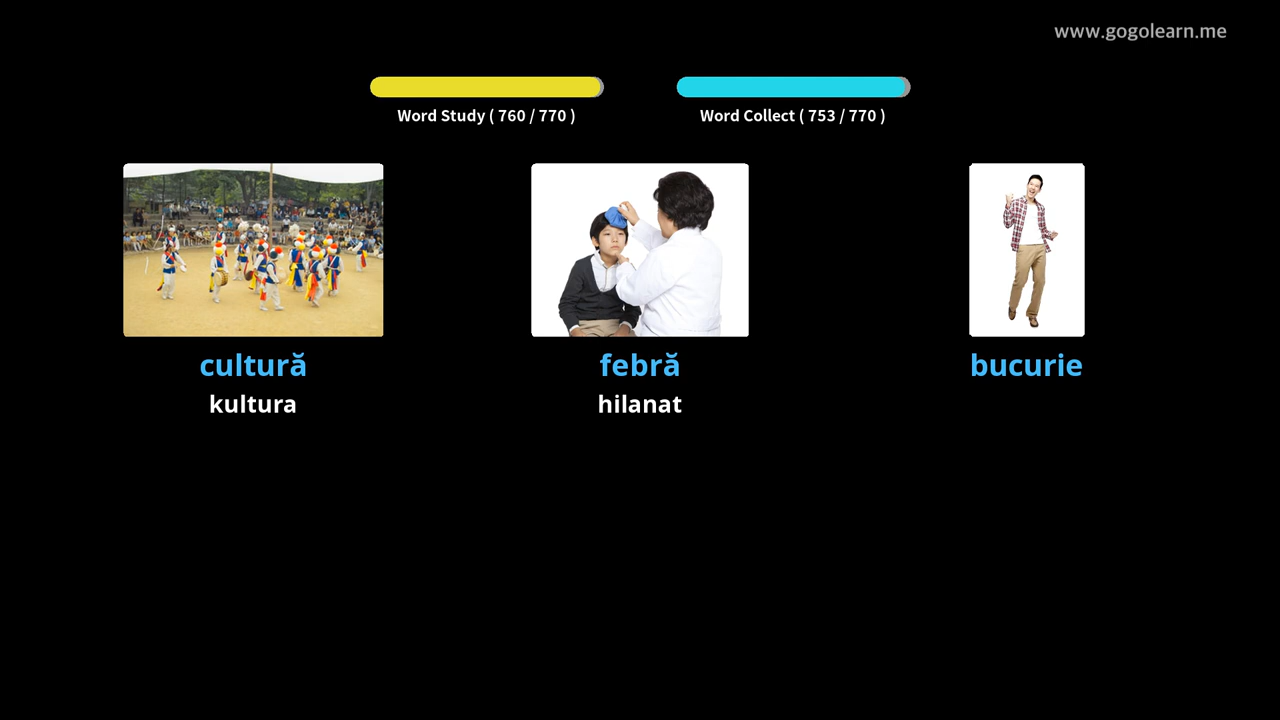 www.gogolearn.me
Word Study ( 760 / 770 )
Word Collect ( 753 / 770 )
cultură
kultura
febră
hilanat
bucurie